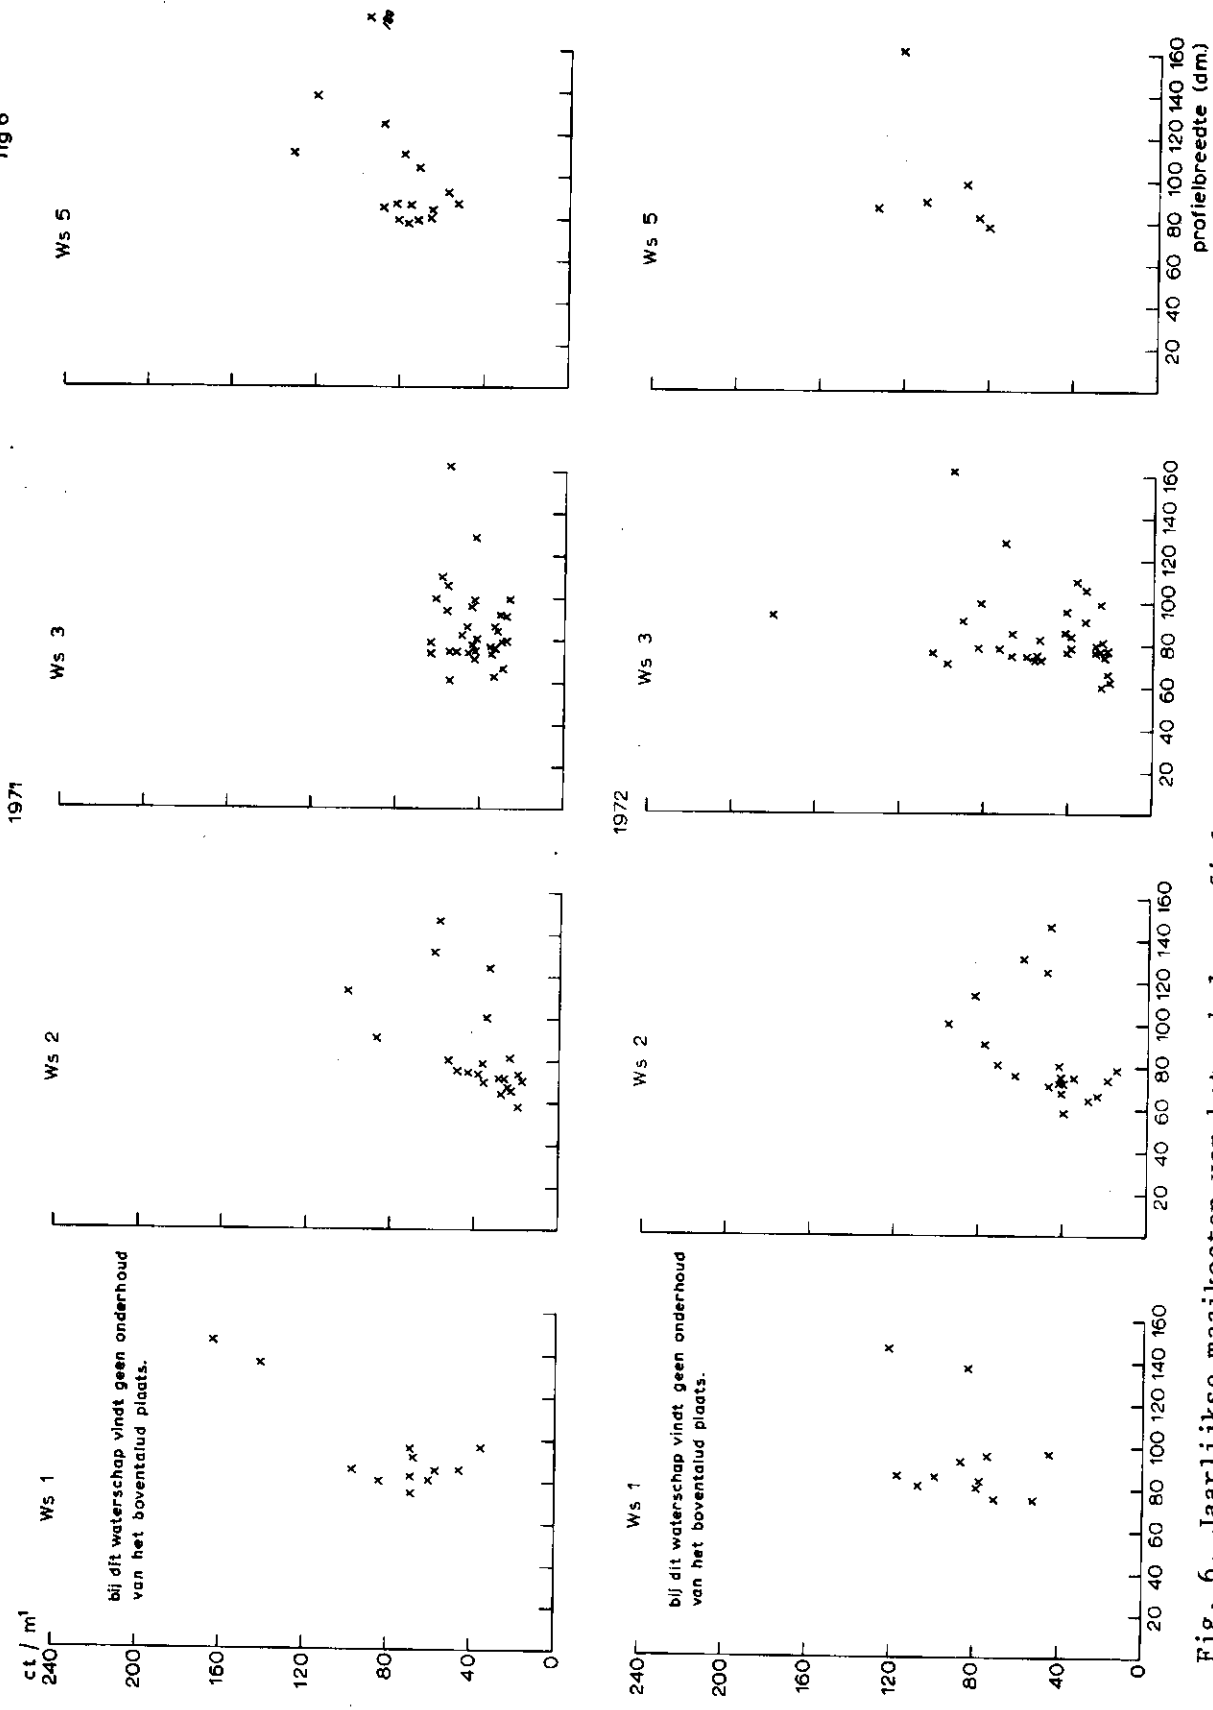 fig 6
1971
ct / m¹
Ws 1
Ws 2
Ws 3
Ws 5
bij dit waterschap vindt geen onderhoud
van het boventalud plaats.
180
240
200
160
120
80
40
0
1972
Ws 1
Ws 2
Ws 3
Ws 5
bij dit waterschap vindt geen onderhoud
van het boventalud plaats.
240
200
160
120
80
40
0
20 40 60 80 100 120 140 160
20 40 60 80 100 120 140 160
20 40 60 80 100 120 140 160
20 40 60 80 100 120 140 160
profielbreedte (dm.)
Fig. 6. Jaarlijkse maaikosten van het